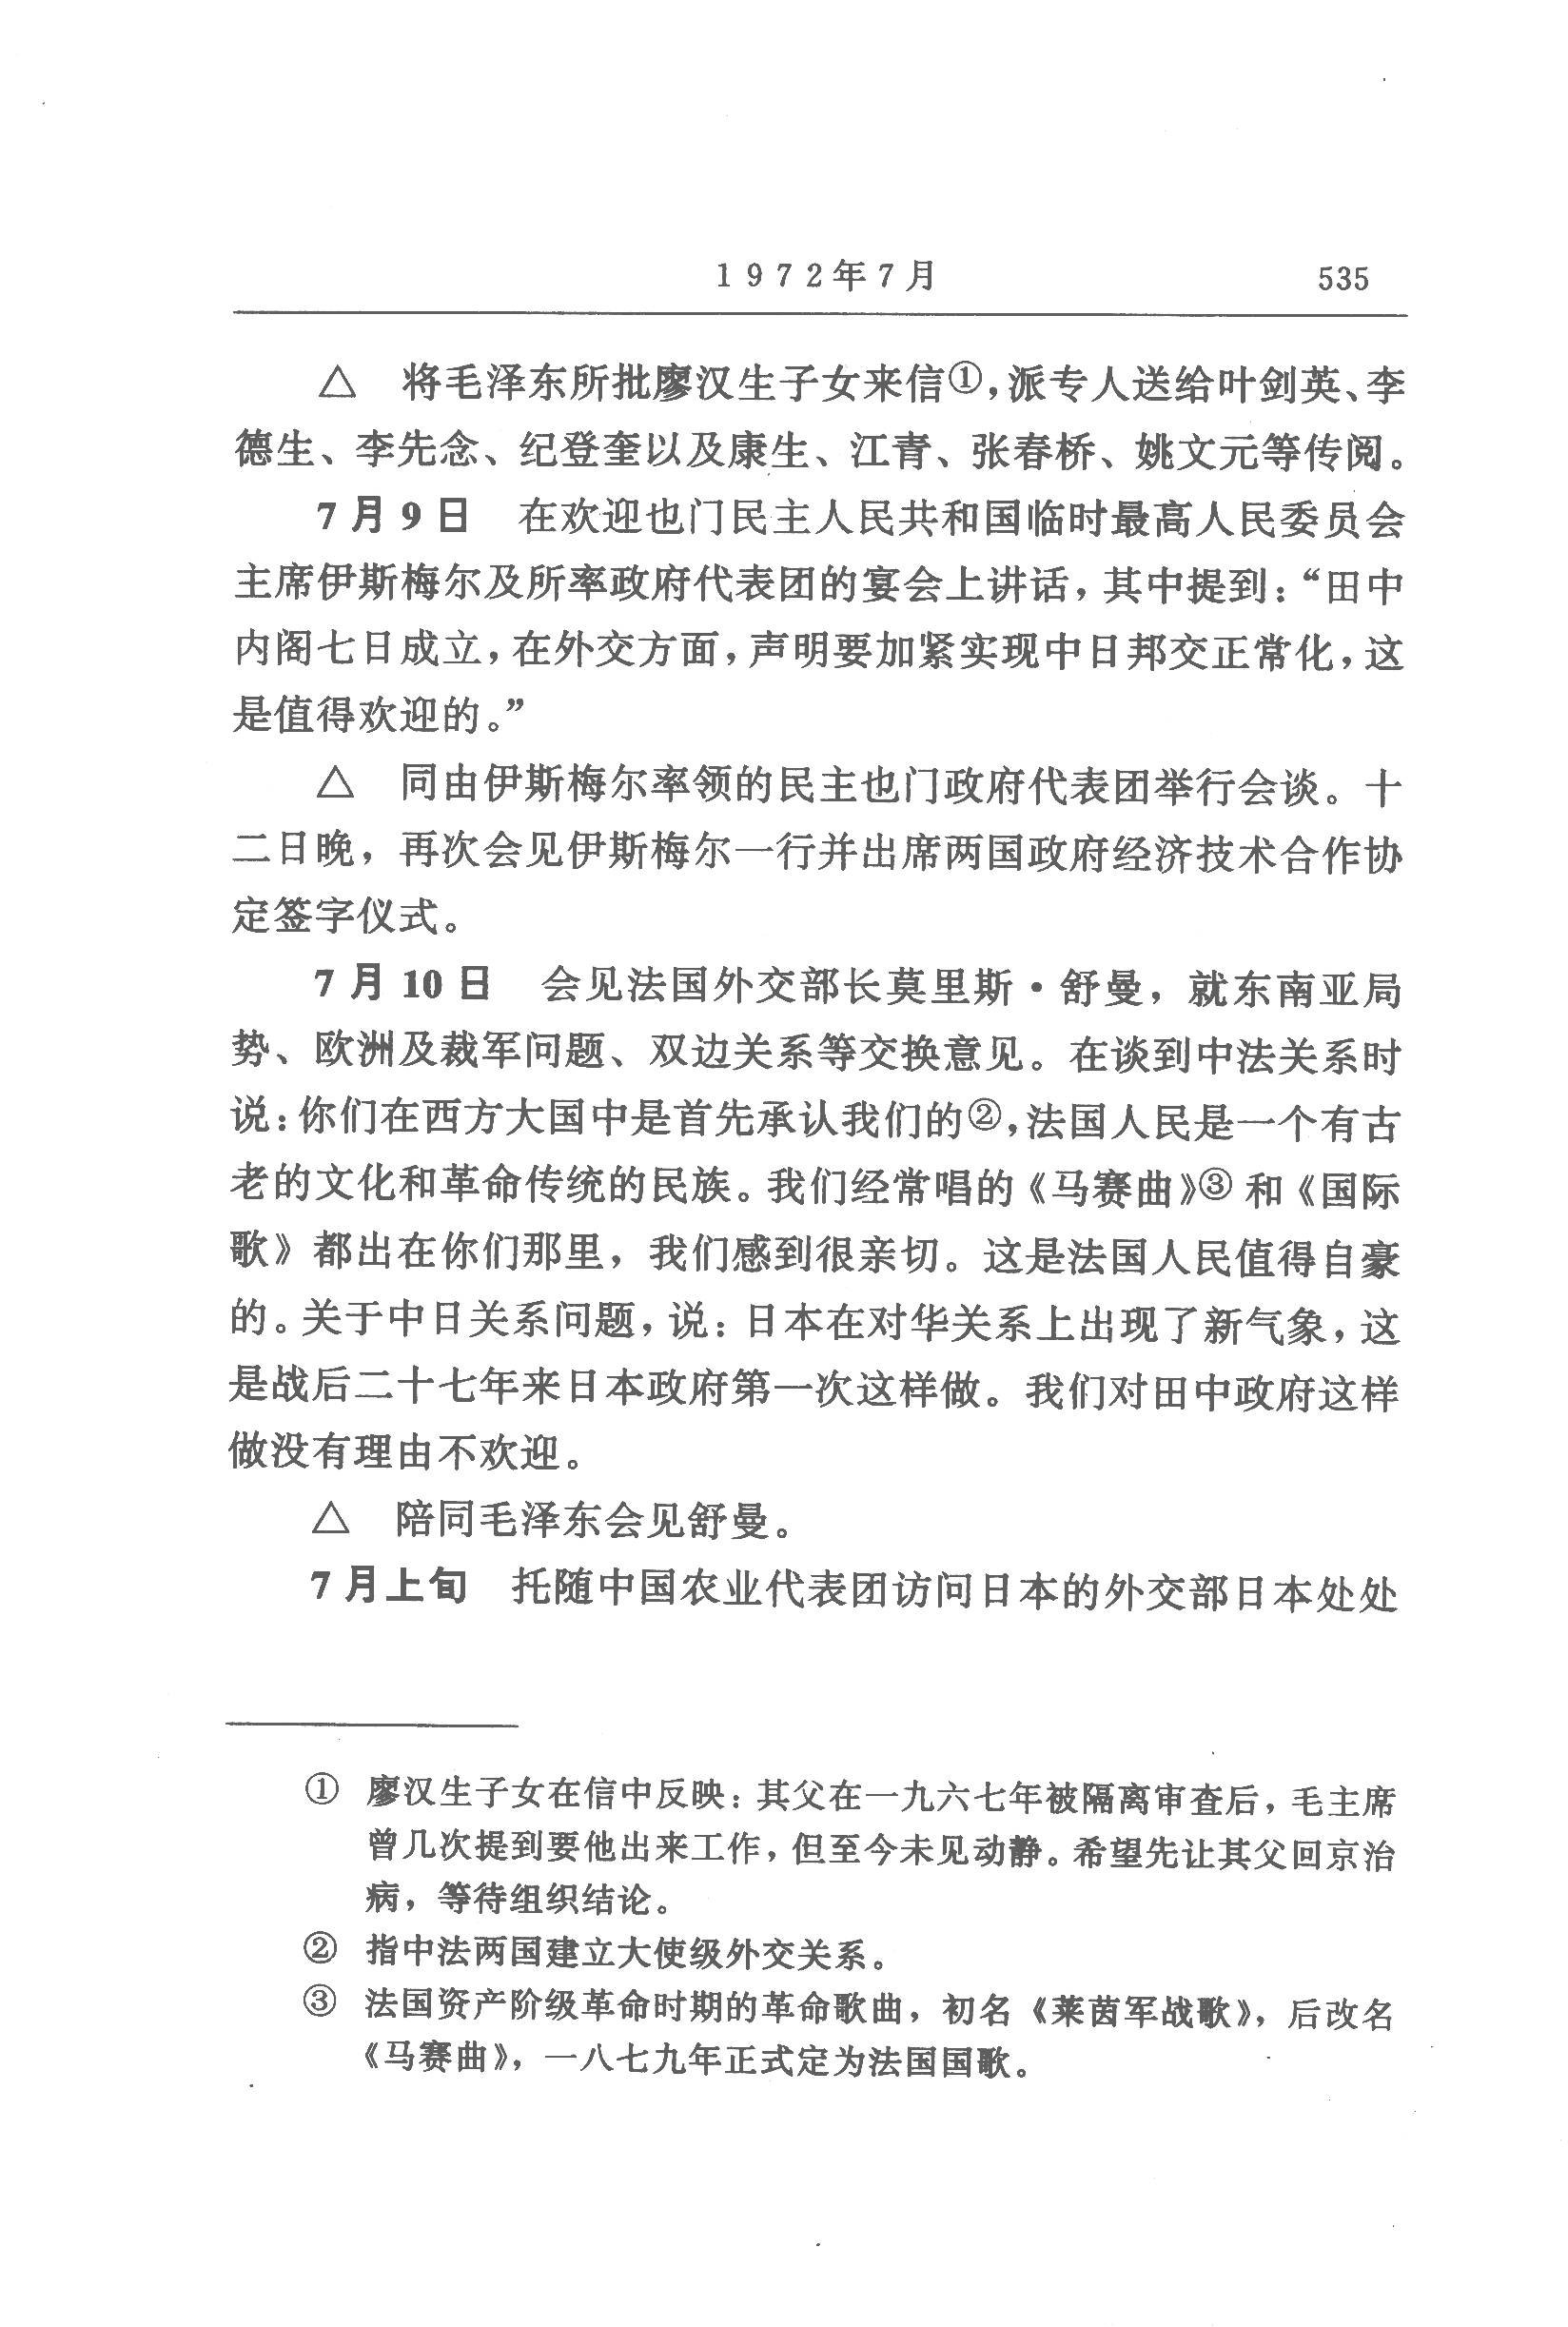 1972年7月 535
△ 将毛泽东所批廖汉生子女来信①，派专人送给叶剑英、李
德生、李先念、纪登奎以及康生、江青、张春桥、姚文元等传阅。
7月9日 在欢迎也门民主人民共和国临时最高人民委员会
主席伊斯梅尔及所率政府代表团的宴会上讲话，其中提到：“田中
内阁七日成立，在外交方面，声明要加紧实现中日邦交正常化，这
是值得欢迎的。”
△ 同由伊斯梅尔率领的民主也门政府代表团举行会谈。十
二日晚，再次会见伊斯梅尔一行并出席两国政府经济技术合作协
定签字仪式。
7月10日 会见法国外交部长莫里斯·舒曼，就东南亚局
势、欧洲及裁军问题、双边关系等交换意见。在谈到中法关系时
说：你们在西方大国中是首先承认我们的②，法国人民是一个有古
老的文化和革命传统的民族。我们经常唱的《马赛曲》③和《国际
歌》都出在你们那里，我们感到很亲切。这是法国人民值得自豪
的。关于中日关系问题，说：日本在对华关系上出现了新气象，这
是战后二十七年来日本政府第一次这样做。我们对田中政府这样
做没有理由不欢迎。
△ 陪同毛泽东会见舒曼。
7月上旬 托随中国农业代表团访问日本的外交部日本处处
① 廖汉生子女在信中反映：其父在一九六七年被隔离审查后，毛主席
曾几次提到要他出来工作，但至今未见动静。希望先让其父回京治
病，等待组织结论。
② 指中法两国建立大使级外交关系。
③ 法国资产阶级革命时期的革命歌曲，初名《莱茵军战歌》，后改名
《马赛曲》，一八七九年正式定为法国国歌。